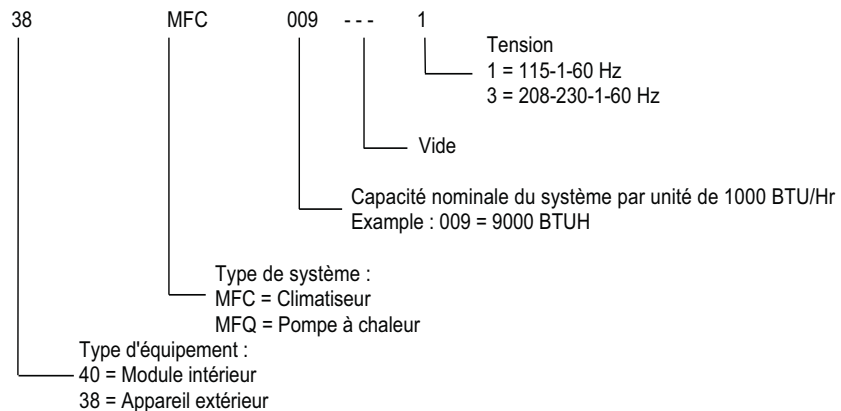 38 MFC 009 - - - 1
Tension
1 = 115-1-60 Hz
3 = 208-230-1-60 Hz
Vide
Capacité nominale du système par unité de 1000 BTU/Hr
Example : 009 = 9000 BTUH
Type de système :
MFC = Climatiseur
MFQ = Pompe à chaleur
Type d'équipement :
40 = Module intérieur
38 = Appareil extérieur